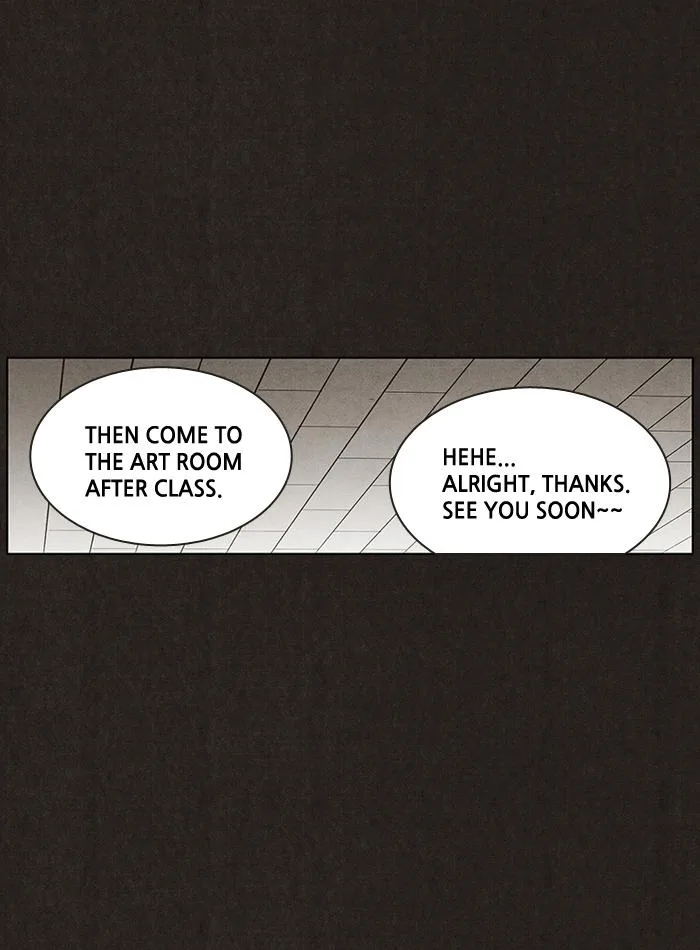 THEN COME TO
THE ART ROOM
AFTER CLASS.
HEHE...
ALRIGHT, THANKS.
SEE YOU SOON~~